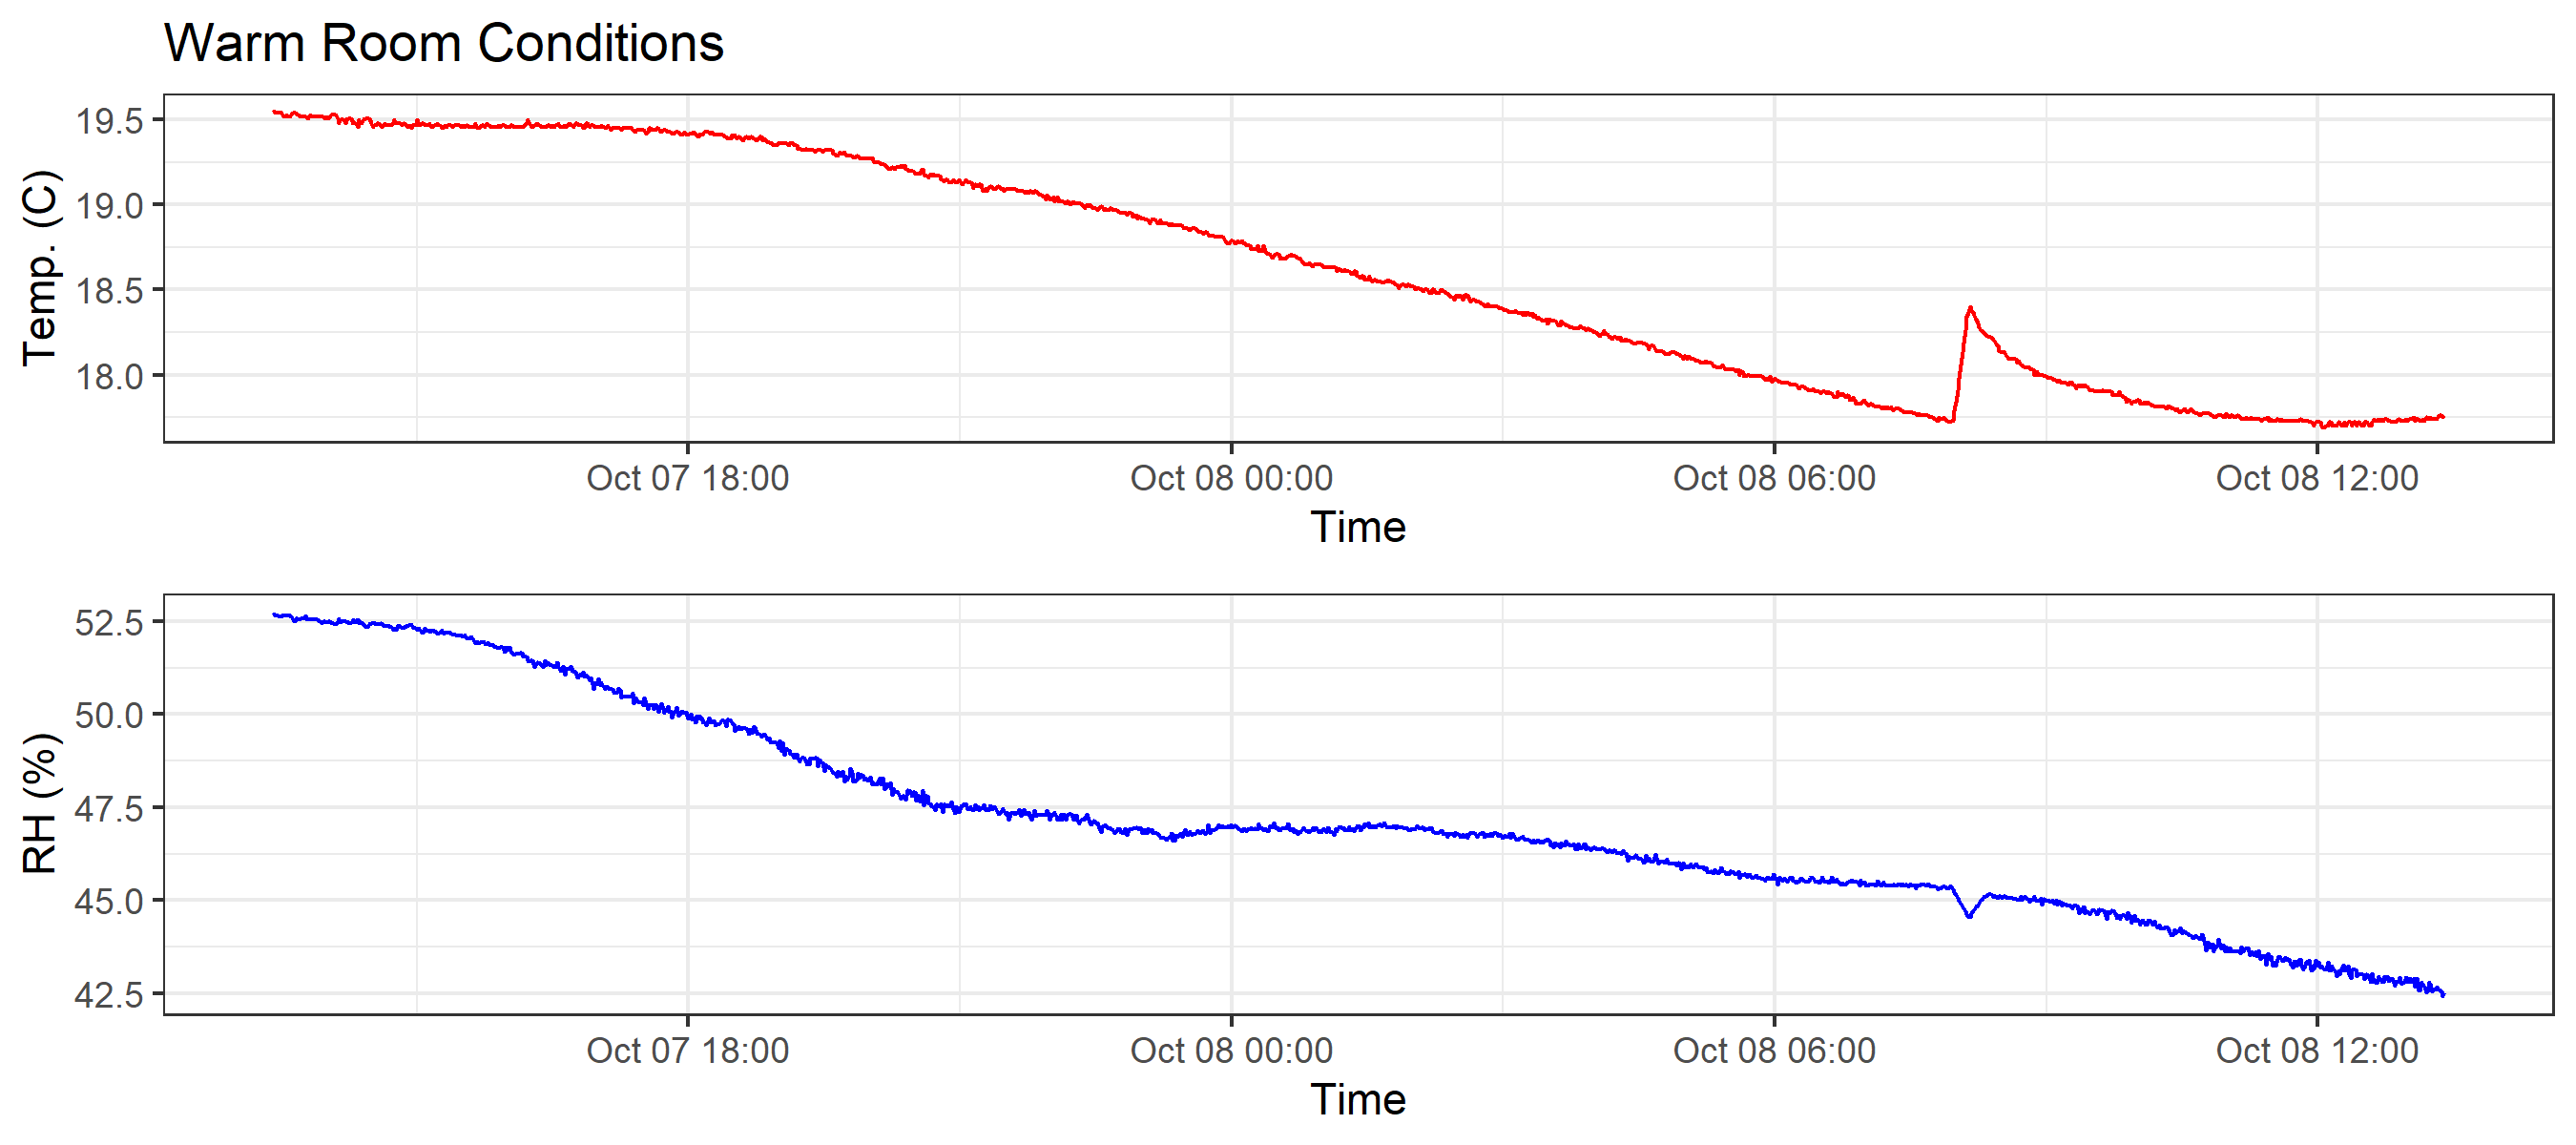 Warm Room Conditions
Temp. (C)
19.5
19.0
18.5
18.0
Oct 07 18:00 Oct 08 00:00 Oct 08 06:00 Oct 08 12:00
Time
RH (%)
52.5
50.0
47.5
45.0
42.5
Oct 07 18:00 Oct 08 00:00 Oct 08 06:00 Oct 08 12:00
Time